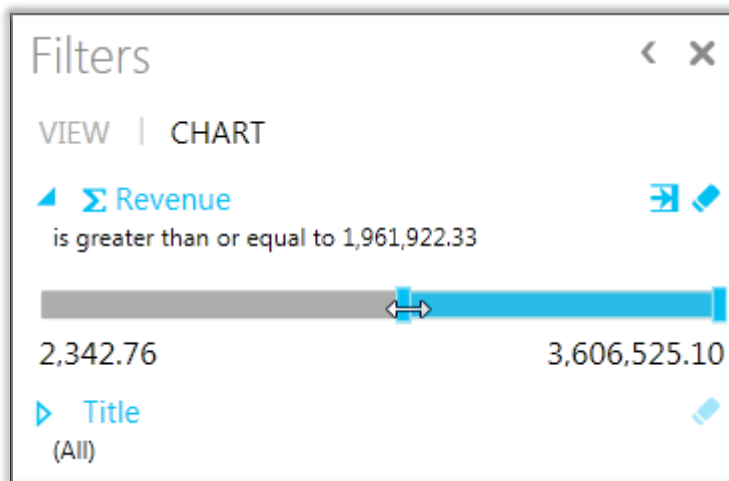 Filters
VIEW | CHART
Σ Revenue
is greater than or equal to 1,961,922.33
2,342.76 3,606,525.10
Title
(All)